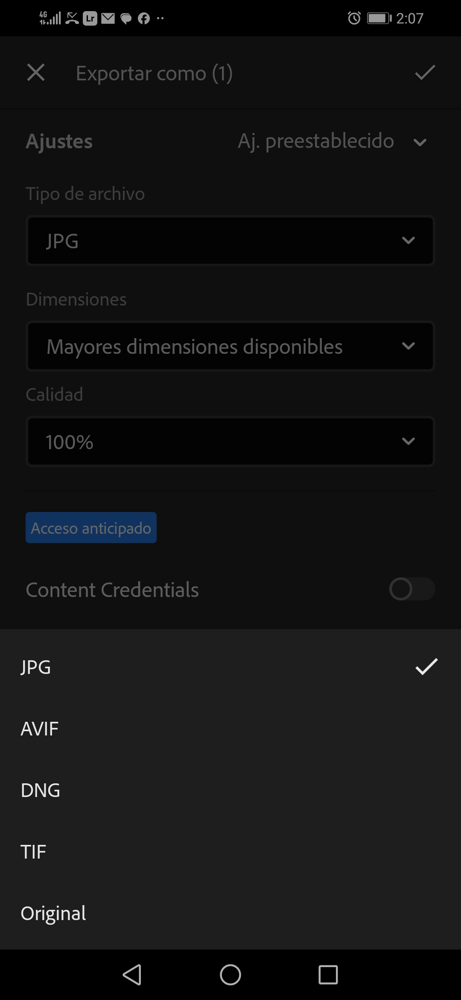 4G Lr 2:07
Exportar como (1)
Ajustes Aj. preestablecido
Tipo de archivo
JPG
Dimensiones
Mayores dimensiones disponibles
Calidad
100%
Acceso anticipado
Content Credentials
JPG
AVIF
DNG
TIF
Original